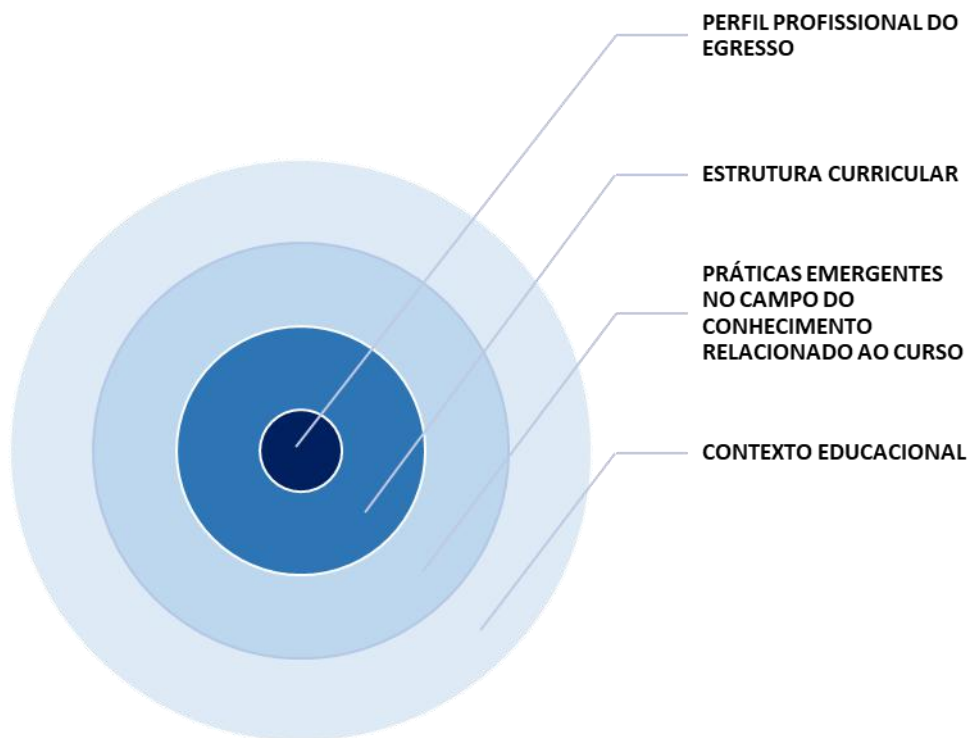 PERFIL PROFISSIONAL DO
EGRESSO
ESTRUTURA CURRICULAR
PRÁTICAS EMERGENTES
NO CAMPO DO
CONHECIMENTO
RELACIONADO AO CURSO
CONTEXTO EDUCACIONAL